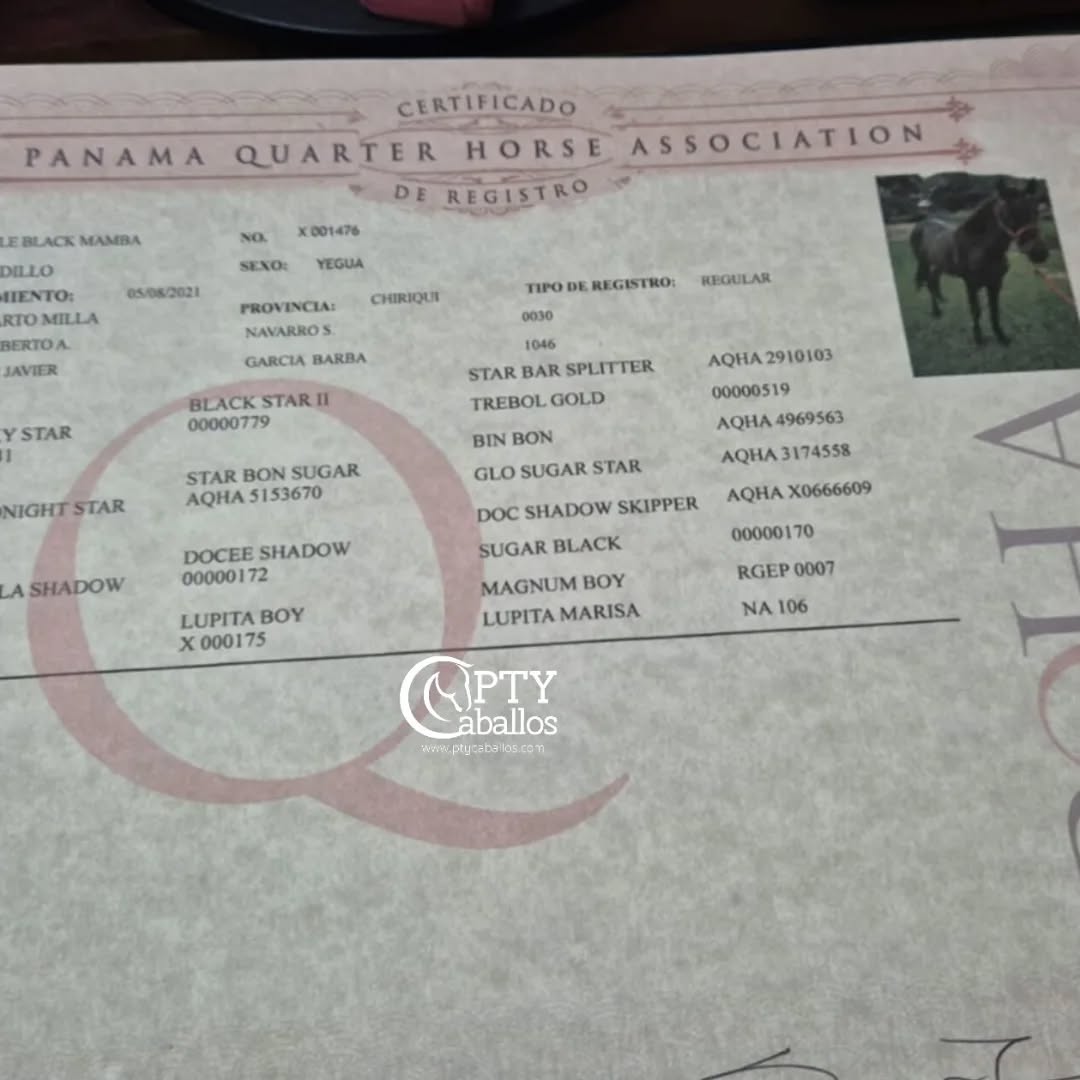 CERTIFICADO
PANAMA QUARTER HORSE ASSOCIATION
DE REGISTRO
LE BLACK MAMBA NO. X 001476
DILLO SEXO: YEGUA
MIENTO: 05/08/2021 PROVINCIA: CHIRIQUI TIPO DE REGISTRO: REGULAR
ARTO MILLA NAVARRO S. 0030
BERTO A. GARCIA BARBA 1046
JAVIER
STAR BAR SPLITTER AQHA 2910103
BLACK STAR II
00000779
TREBOL GOLD 00000519
Y STAR
31
BIN BON AQHA 4969563
STAR BON SUGAR
AQHA 5153670
GLO SUGAR STAR AQHA 3174558
NIGHT STAR
DOC SHADOW SKIPPER AQHA X0666609
DOCEE SHADOW
00000172
SUGAR BLACK 00000170
LA SHADOW
MAGNUM BOY RGEP 0007
LUPITA BOY
X 000175
LUPITA MARISA NA 106
PTY
Caballos
www.ptycaballos.com
Q
QHA